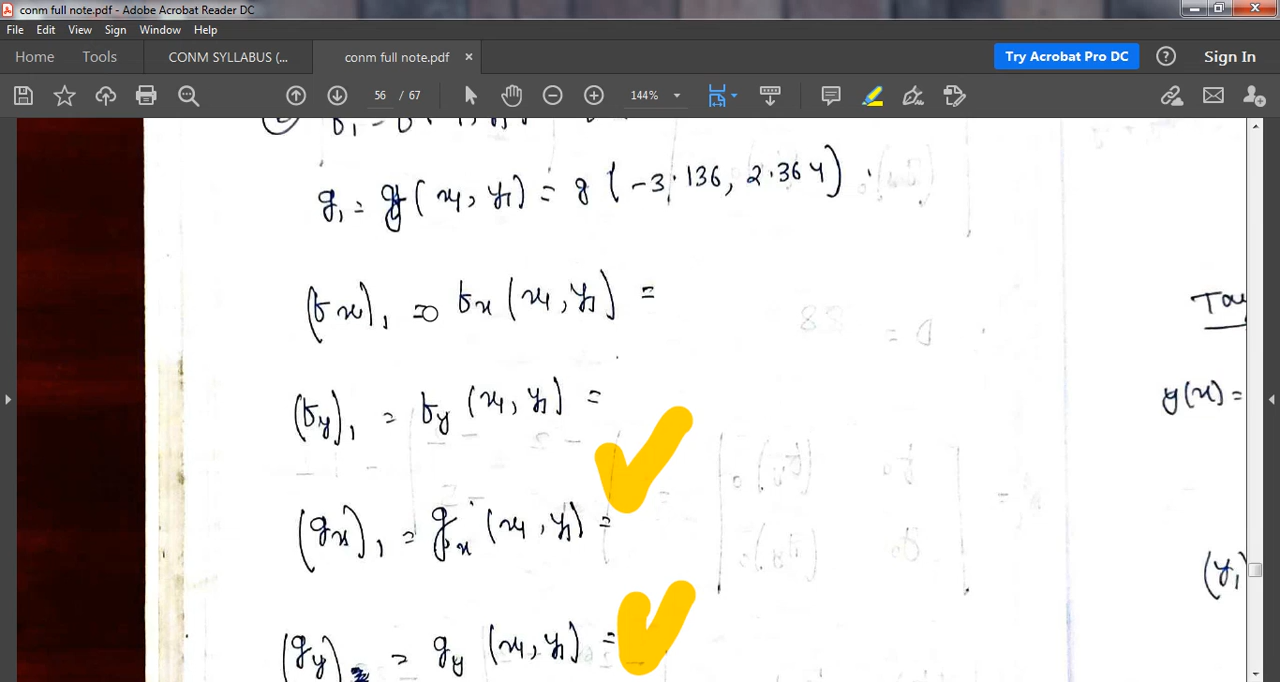 conm full note.pdf - Adobe Acrobat Reader DC
File Edit View Sign Window Help
Home Tools CONM SYLLABUS (... conm full note.pdf × Try Acrobat Pro DC Sign In
56 / 67 144%
g₁ = g(x₁, y₁) = g(-3.136, 2.364)
(fx)₁ => fx(x₁, y₁) =
(fy)₁ = fy(x₁, y₁) =
(gx)₁ = gx(x₁, y₁) =
(gy) = gy(x₁, y₁) =
Tay
y(x) =
(y₁)